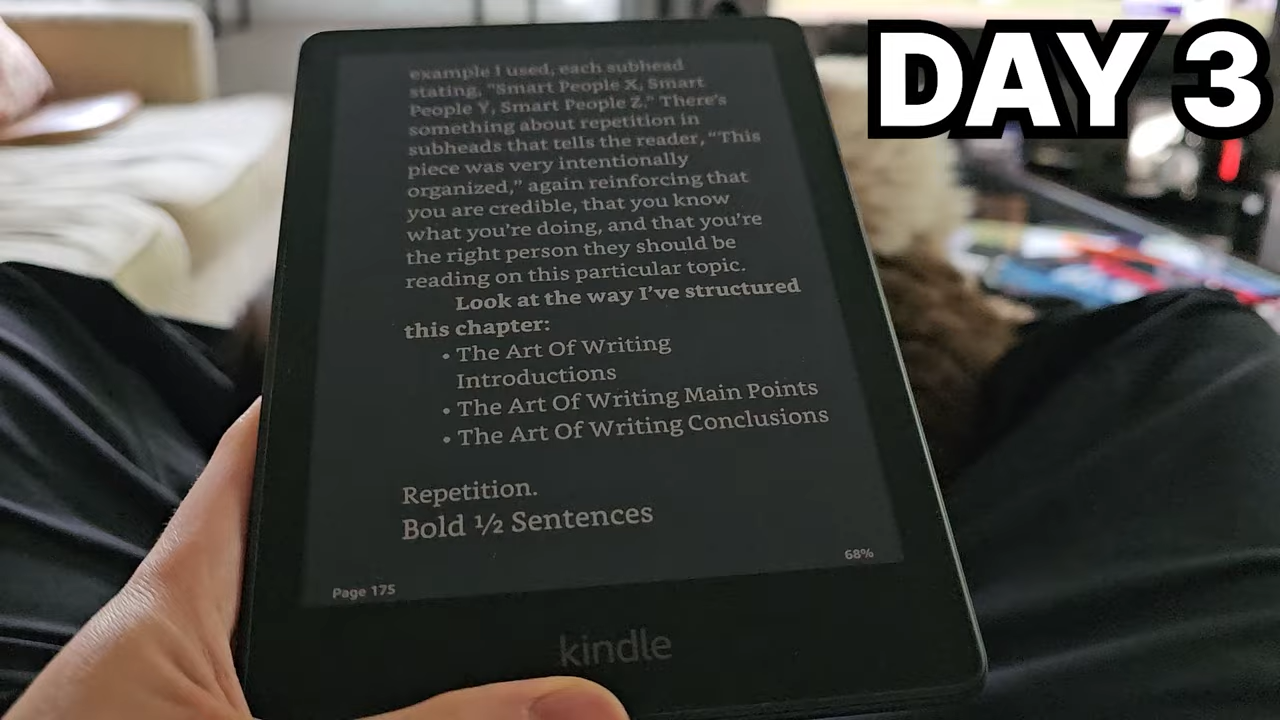 DAY 3
example I used, each subhead
stating, “Smart People X, Smart
People Y, Smart People Z.” There’s
something about repetition in
subheads that tells the reader, “This
piece was very intentionally
organized,” again reinforcing that
you are credible, that you know
what you’re doing, and that you’re
the right person they should be
reading on this particular topic.
Look at the way I’ve structured
this chapter:
• The Art Of Writing
Introductions
• The Art Of Writing Main Points
• The Art Of Writing Conclusions
Repetition.
Bold ½ Sentences
Page 175
68%
kindle